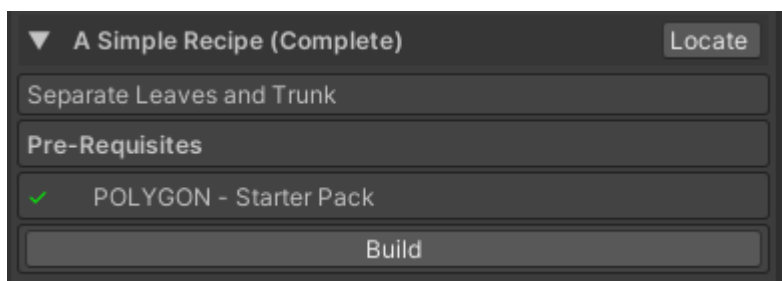 A Simple Recipe (Complete) Locate
Separate Leaves and Trunk
Pre-Requisites
POLYGON - Starter Pack
Build